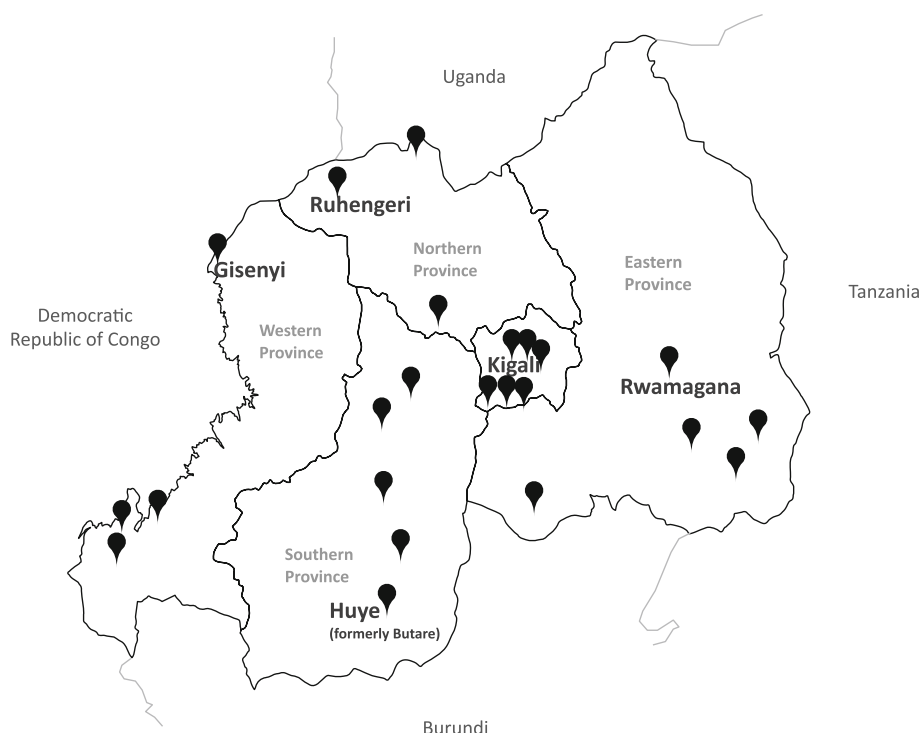 Uganda
Ruhengeri
Northern
Province
Gisenyi
Eastern
Province
Tanzania
Democratic
Republic of Congo
Western
Province
Kigali
Rwamagana
Southern
Province
Huye
(formerly Butare)
Burundi